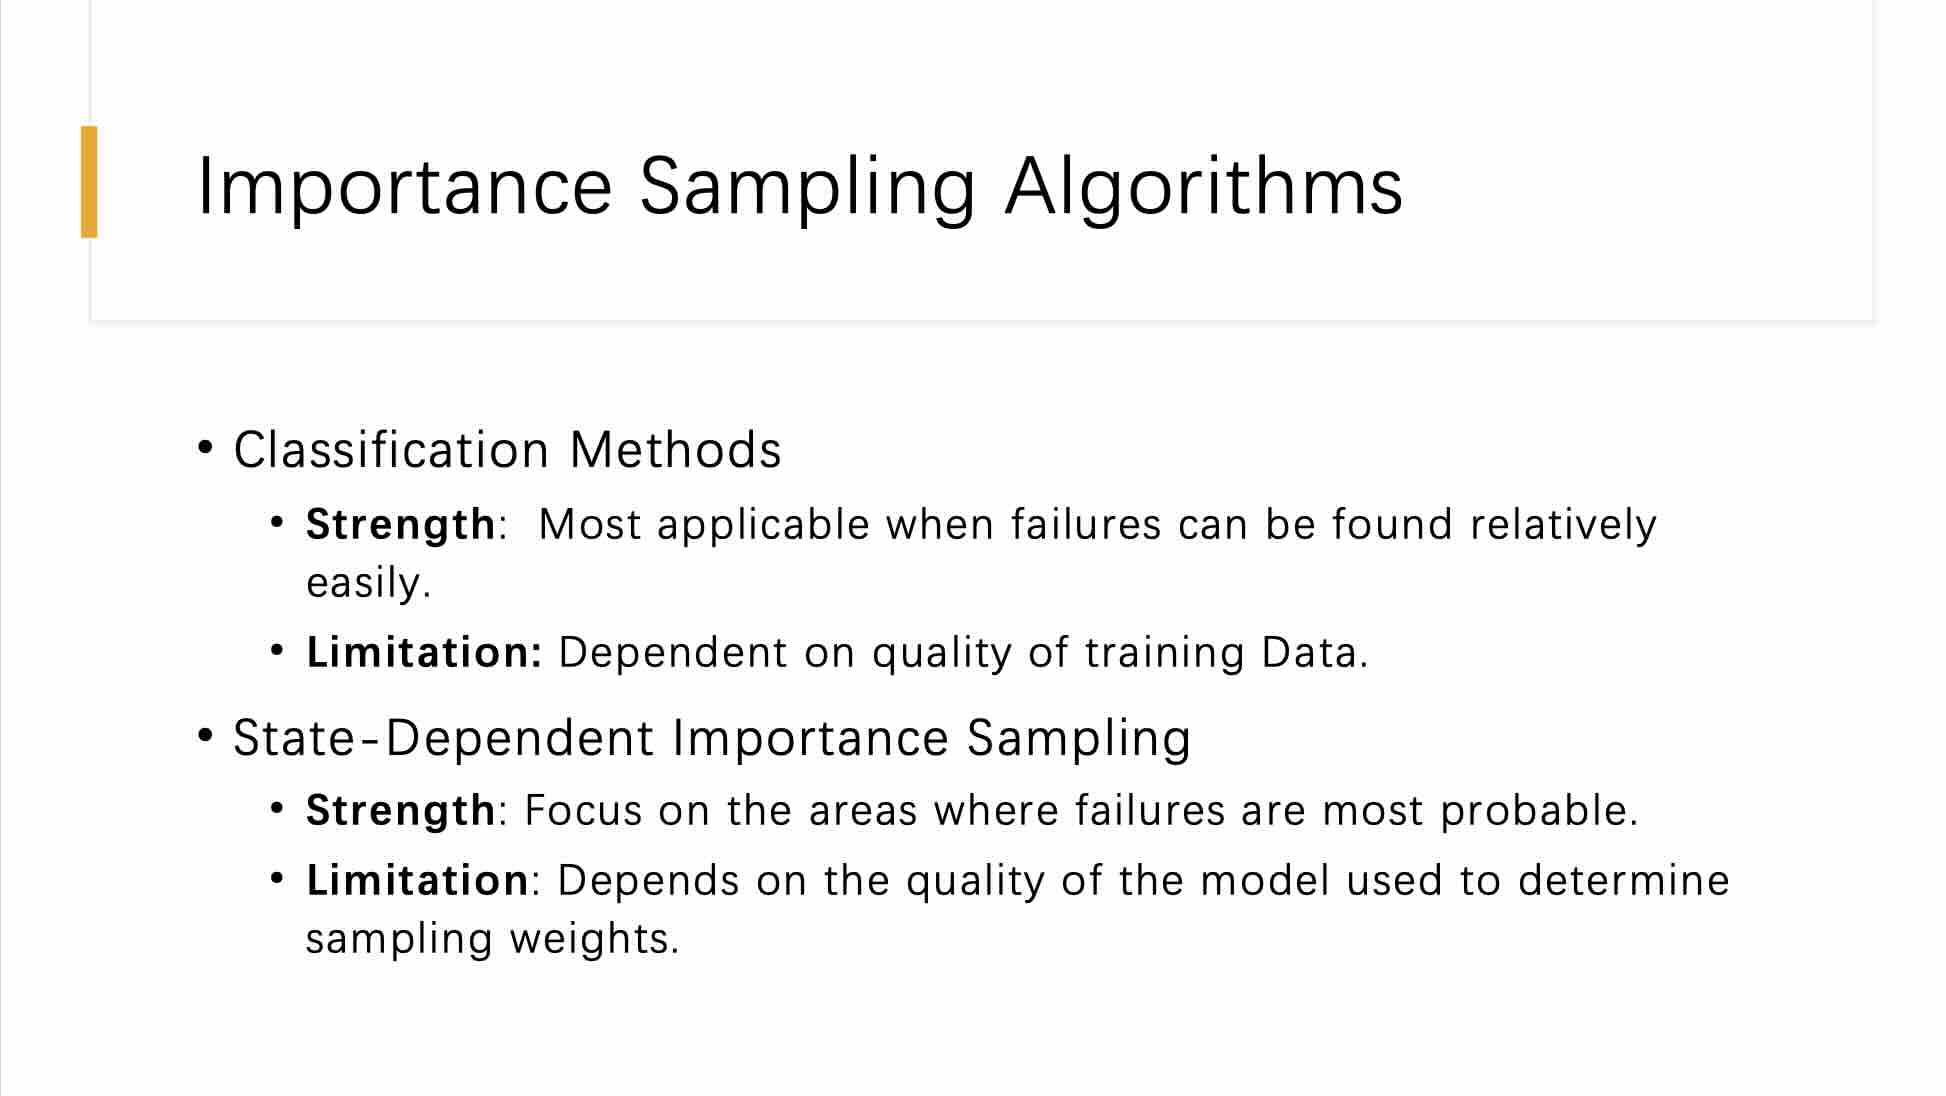 Importance Sampling Algorithms
• Classification Methods
• Strength:  Most applicable when failures can be found relatively
easily.
• Limitation: Dependent on quality of training Data.
• State-Dependent Importance Sampling
• Strength: Focus on the areas where failures are most probable.
• Limitation: Depends on the quality of the model used to determine
sampling weights.